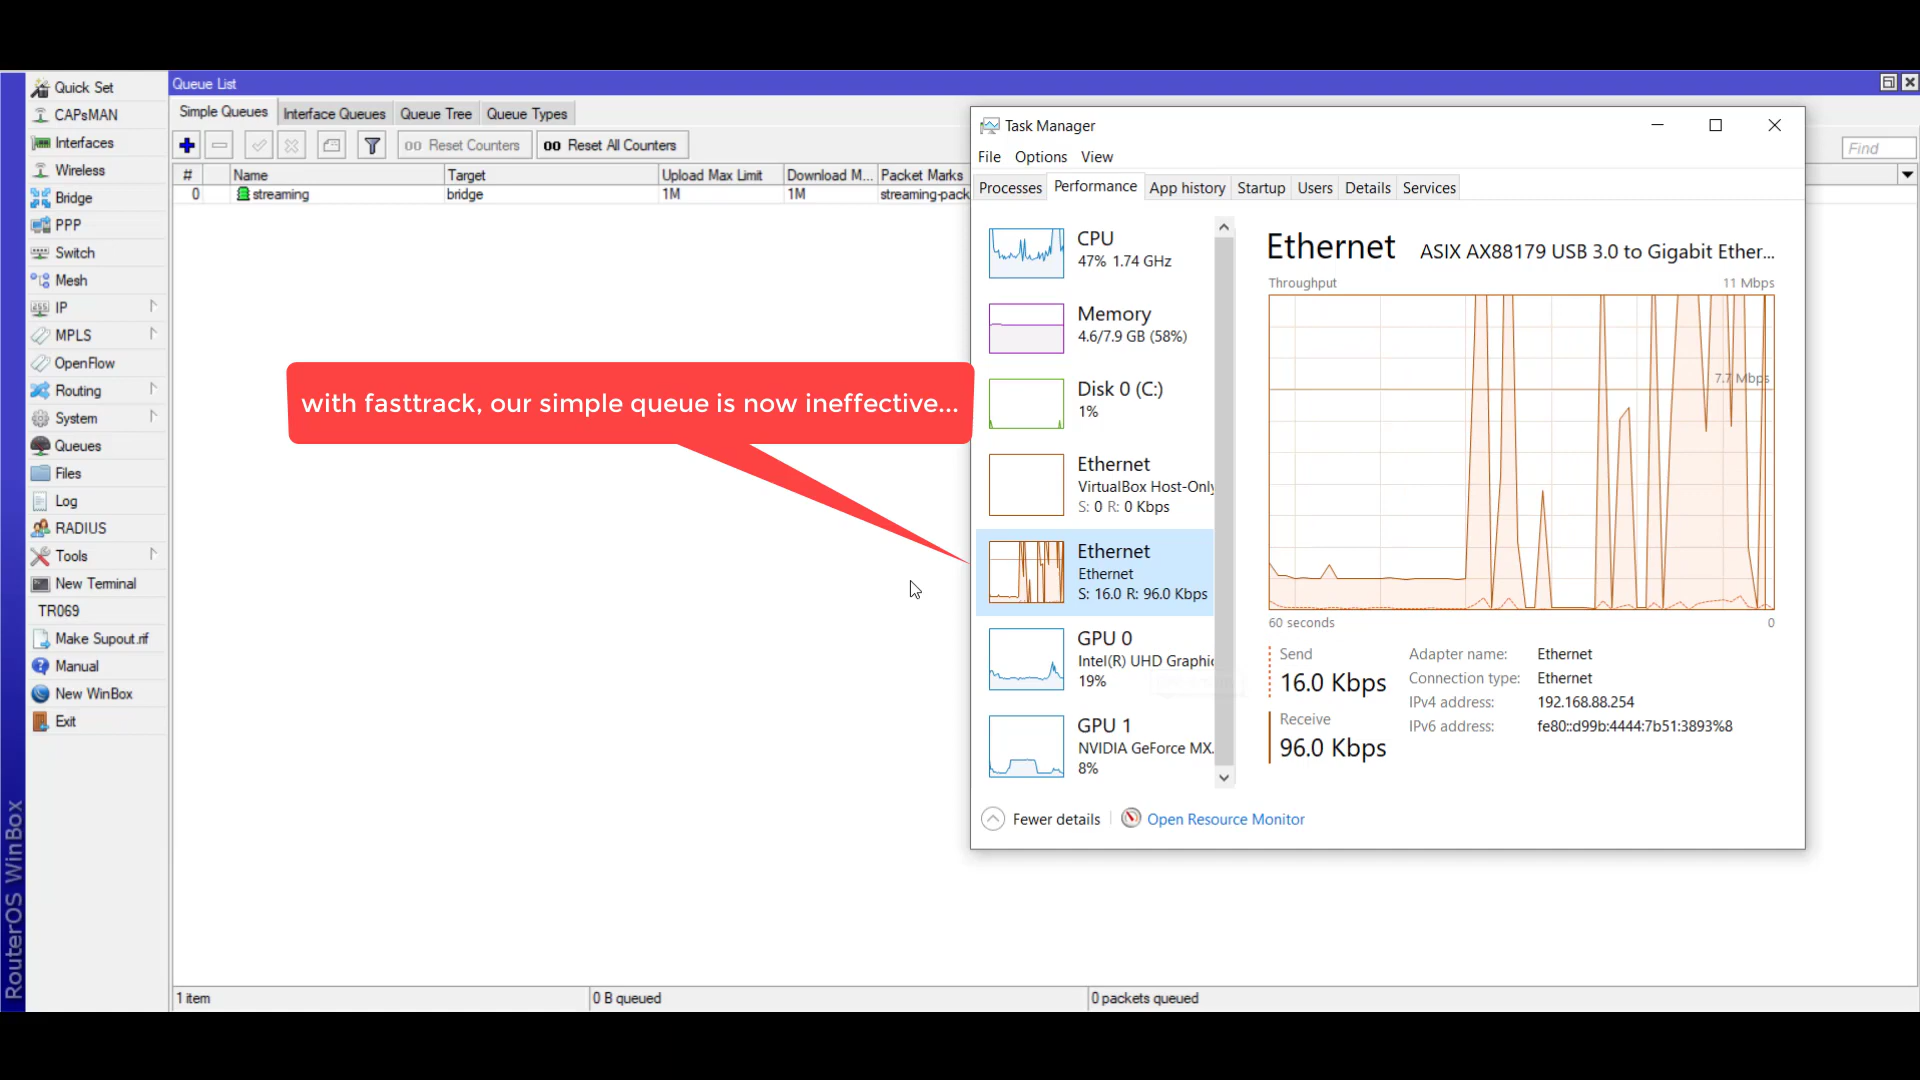 Queue List
Quick Set
CAPsMAN
Interfaces
Wireless
Bridge
PPP
Switch
Mesh
IP
MPLS
OpenFlow
Routing
System
Queues
Files
Log
RADIUS
Tools
New Terminal
TR069
Make Supout.rif
Manual
New WinBox
Exit
RouterOS WinBox
Simple Queues Interface Queues Queue Tree Queue Types
00 Reset Counters 00 Reset All Counters
Find
# Name Target Upload Max Limit Download M... Packet Marks
0 streaming bridge 1M 1M streaming-pack
with fasttrack, our simple queue is now ineffective...
1 item 0 B queued 0 packets queued
Task Manager
File Options View
Processes Performance App history Startup Users Details Services
CPU
47% 1.74 GHz
Memory
4.6/7.9 GB (58%)
Disk 0 (C:)
1%
Ethernet
VirtualBox Host-Only
S: 0 R: 0 Kbps
Ethernet
Ethernet
S: 16.0 R: 96.0 Kbps
GPU 0
Intel(R) UHD Graphic
19%
GPU 1
NVIDIA GeForce MX.
8%
Ethernet ASIX AX88179 USB 3.0 to Gigabit Ether...
Throughput 11 Mbps
7.7 Mbps
60 seconds 0
Send
16.0 Kbps
Receive
96.0 Kbps
Adapter name: Ethernet
Connection type: Ethernet
IPv4 address: 192.168.88.254
IPv6 address: fe80::d99b:4444:7b51:3893%8
Fewer details Open Resource Monitor